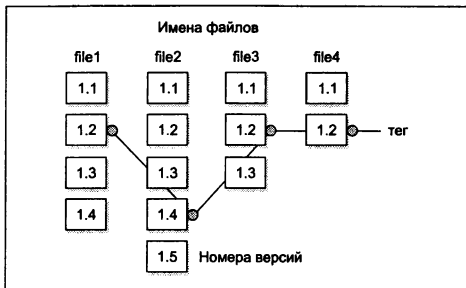 Имена файлов
file1 file2 file3 file4
1.1 1.1 1.1 1.1
1.2 1.2 1.2 1.2 тег
1.3 1.3 1.3
1.4 1.4
1.5 Номера версий